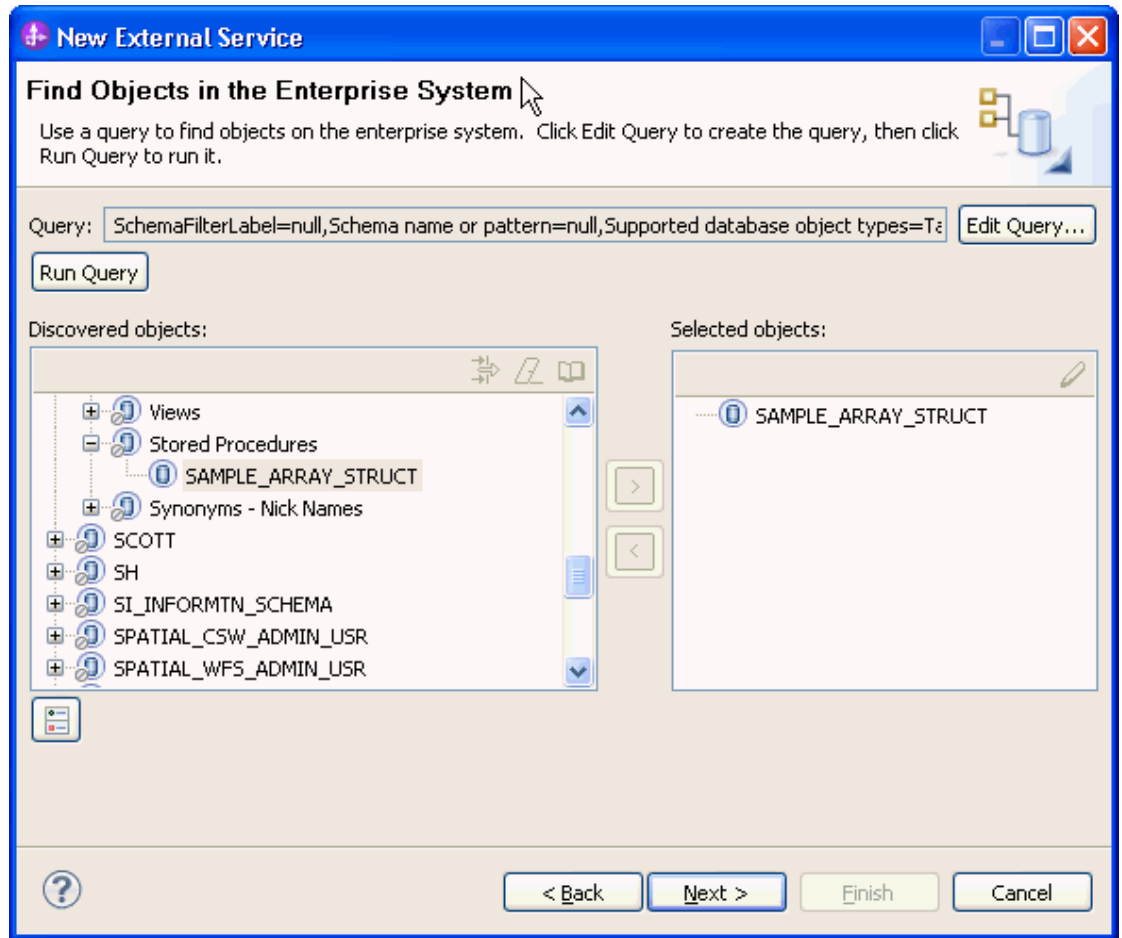 New External Service
Find Objects in the Enterprise System
Use a query to find objects on the enterprise system. Click Edit Query to create the query, then click
Run Query to run it.
Query: SchemaFilterLabel=null,Schema name or pattern=null,Supported database object types=Ta Edit Query...
Run Query
Discovered objects: Selected objects:
Views
SAMPLE_ARRAY_STRUCT
Stored Procedures
SAMPLE_ARRAY_STRUCT
Synonyms - Nick Names
SCOTT
SH
SI_INFORMTN_SCHEMA
SPATIAL_CSW_ADMIN_USR
SPATIAL_WFS_ADMIN_USR
< Back Next > Finish Cancel